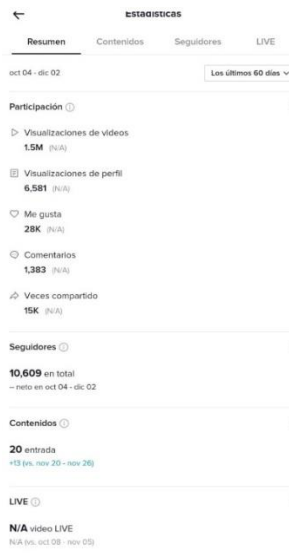 Estadísticas
Resumen Contenidos Seguidores LIVE
oct 04 - dic 02 Los últimos 60 días
Participación
Visualizaciones de videos
1.5M (N/A)
Visualizaciones de perfil
6,581 (N/A)
Me gusta
28K (N/A)
Comentarios
1,383 (N/A)
Veces compartido
15K (N/A)
Seguidores
10,609 en total
– neto en oct 04 - dic 02
Contenidos
20 entrada
+13 (vs. nov 20 - nov 26)
LIVE
N/A video LIVE
N/A (vs. oct 08 - nov 05)